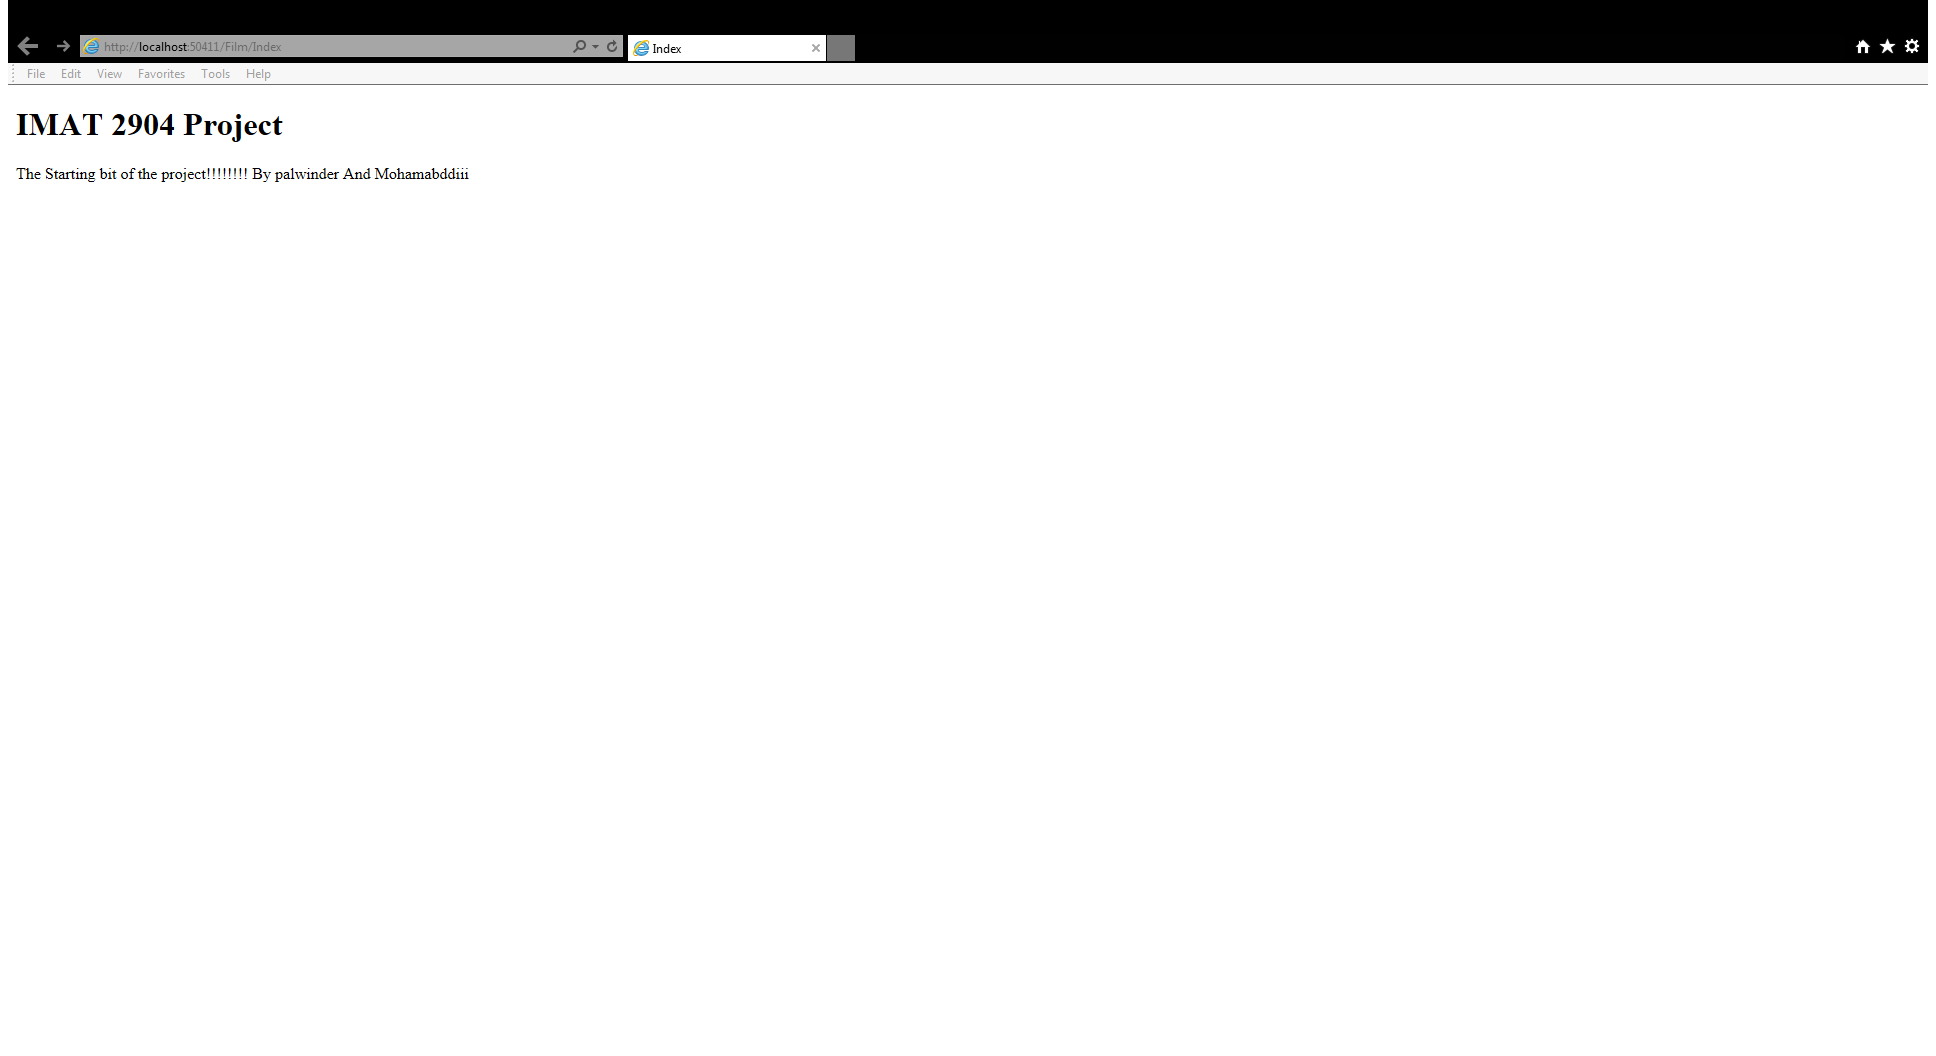 http://localhost:50411/Film/Index
Index
File Edit View Favorites Tools Help
IMAT 2904 Project
The Starting bit of the project!!!!!!!! By palwinder And Mohamabddiii